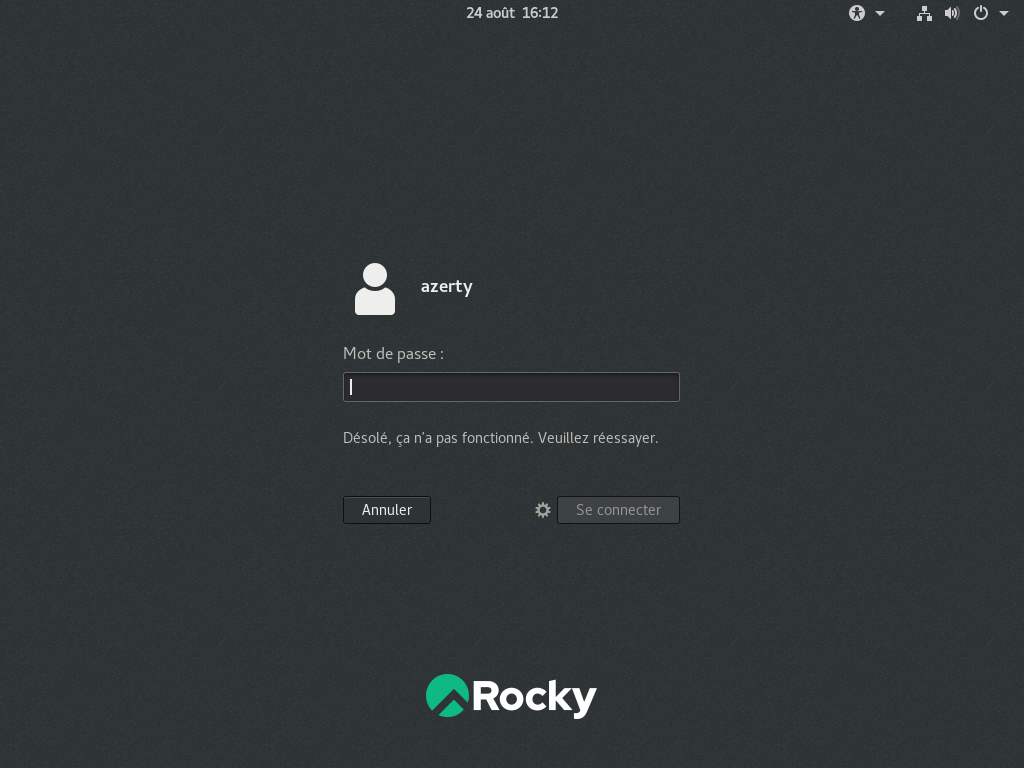 24 août 16:12
azerty
Mot de passe :
Désolé, ça n'a pas fonctionné. Veuillez réessayer.
Annuler
Se connecter
Rocky